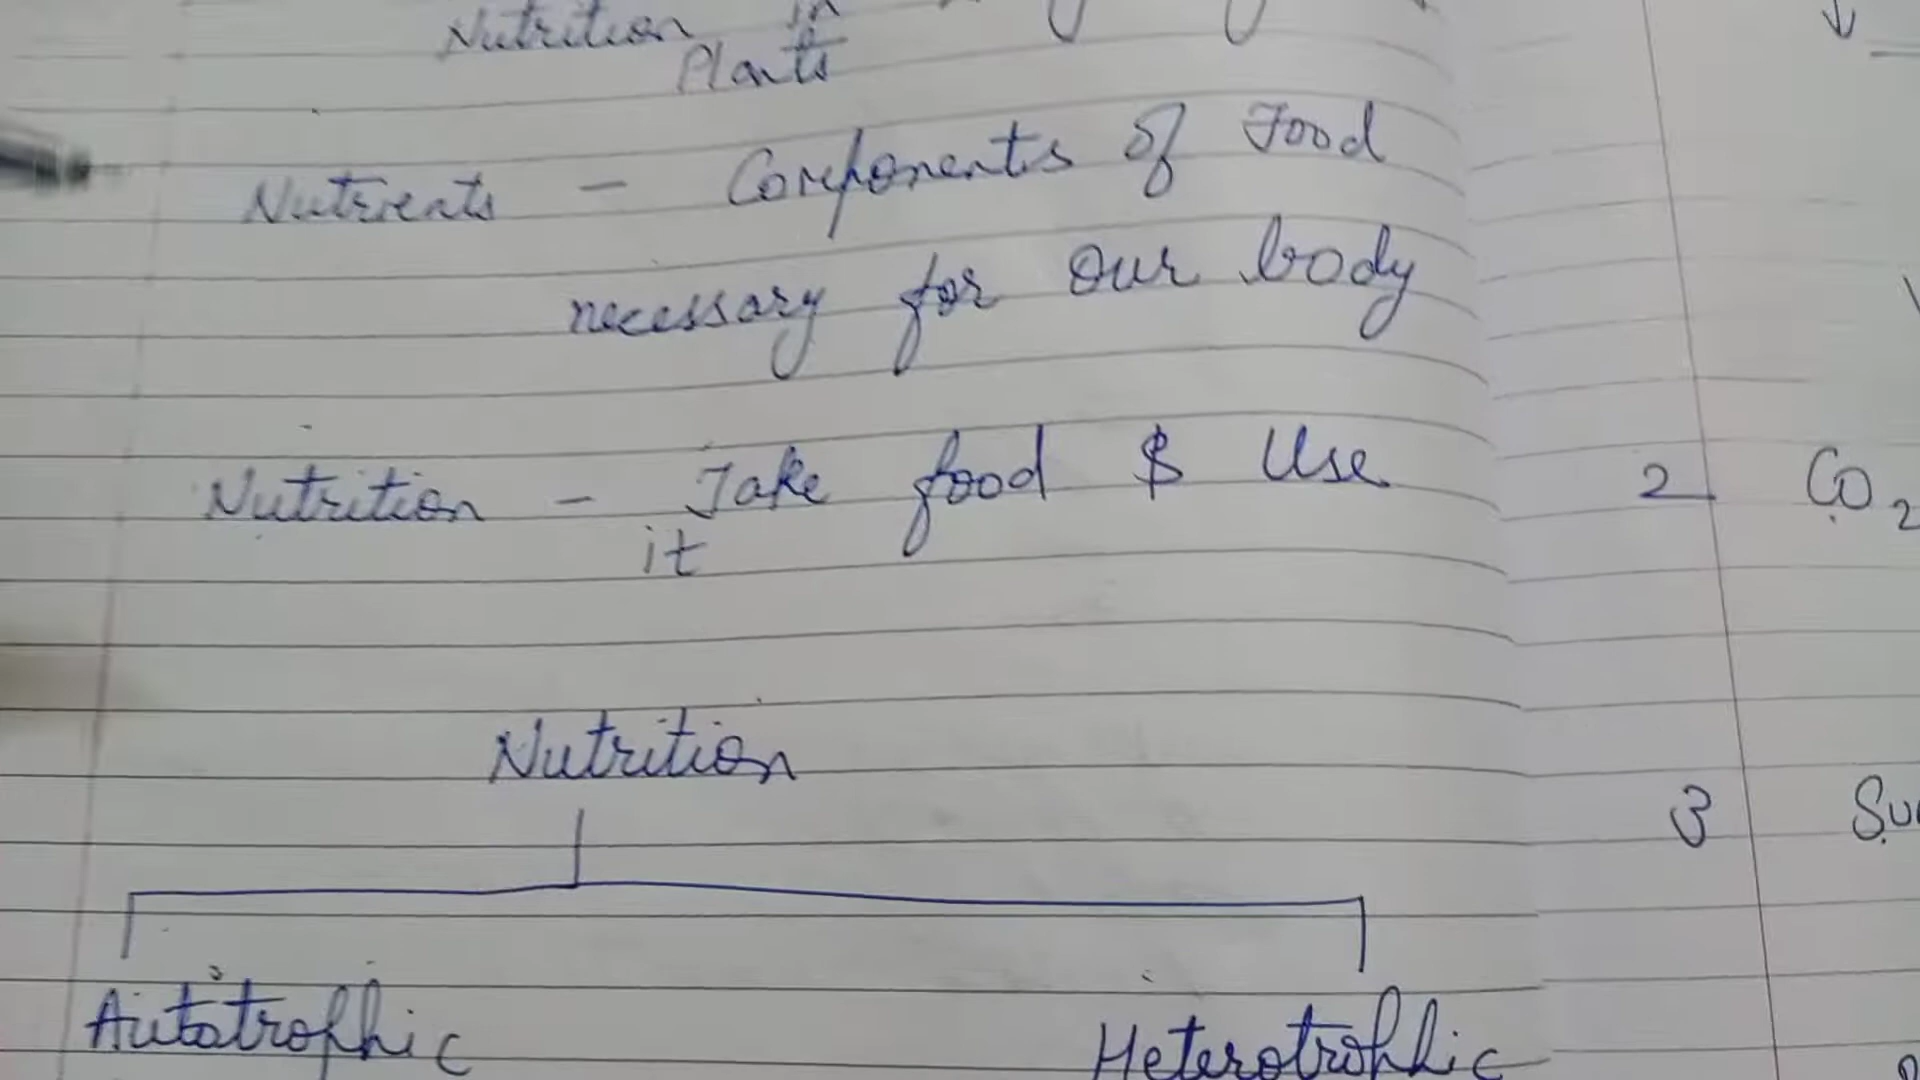 Nutrition in
Plants
Nutrients - Components of Food
necessary for our body
Nutrition - Take food & Use
it
Nutrition
Autotrophic
Heterotrophic
2 CO2
3